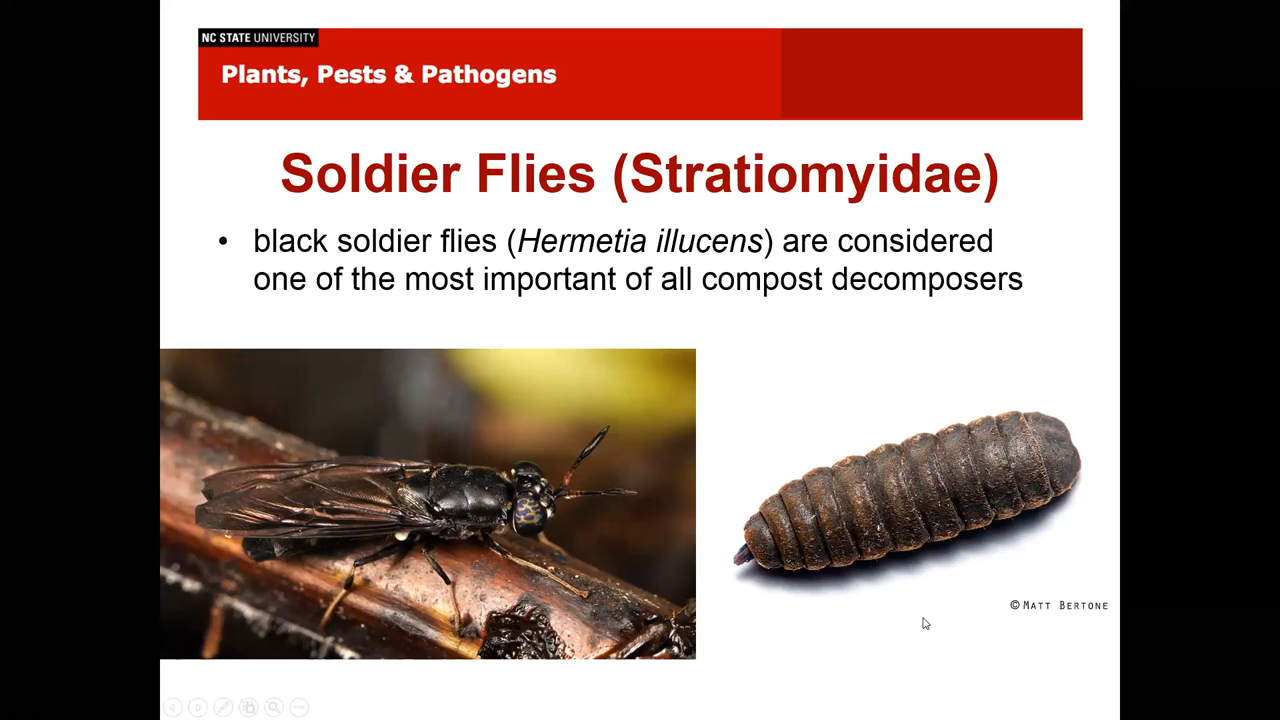 NC STATE UNIVERSITY
Plants, Pests & Pathogens
Soldier Flies (Stratiomyidae)
• black soldier flies (Hermetia illucens) are considered
one of the most important of all compost decomposers
© MATT BERTONE